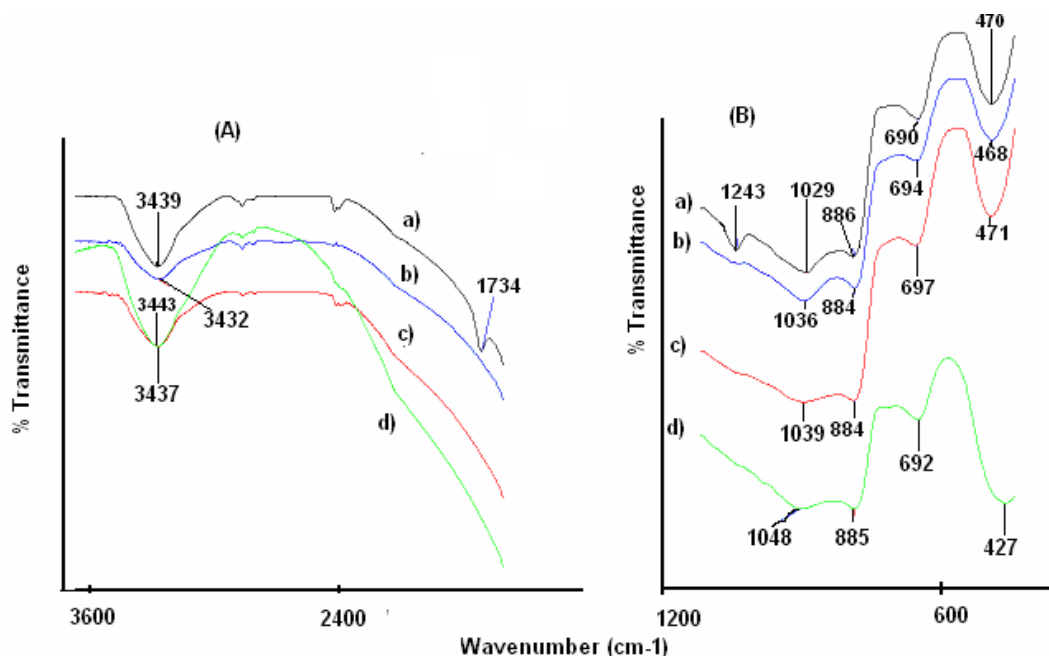 (A)
3439
a)
b)
1734
3443
3432
c)
3437
d)
% Transmittance
3600
2400
470
(B)
690
468
1243
1029
694
a)
886
b)
471
697
1036
884
c)
1039
884
d)
692
1048
885
427
% Transmittance
1200
600
Wavenumber (cm-1)